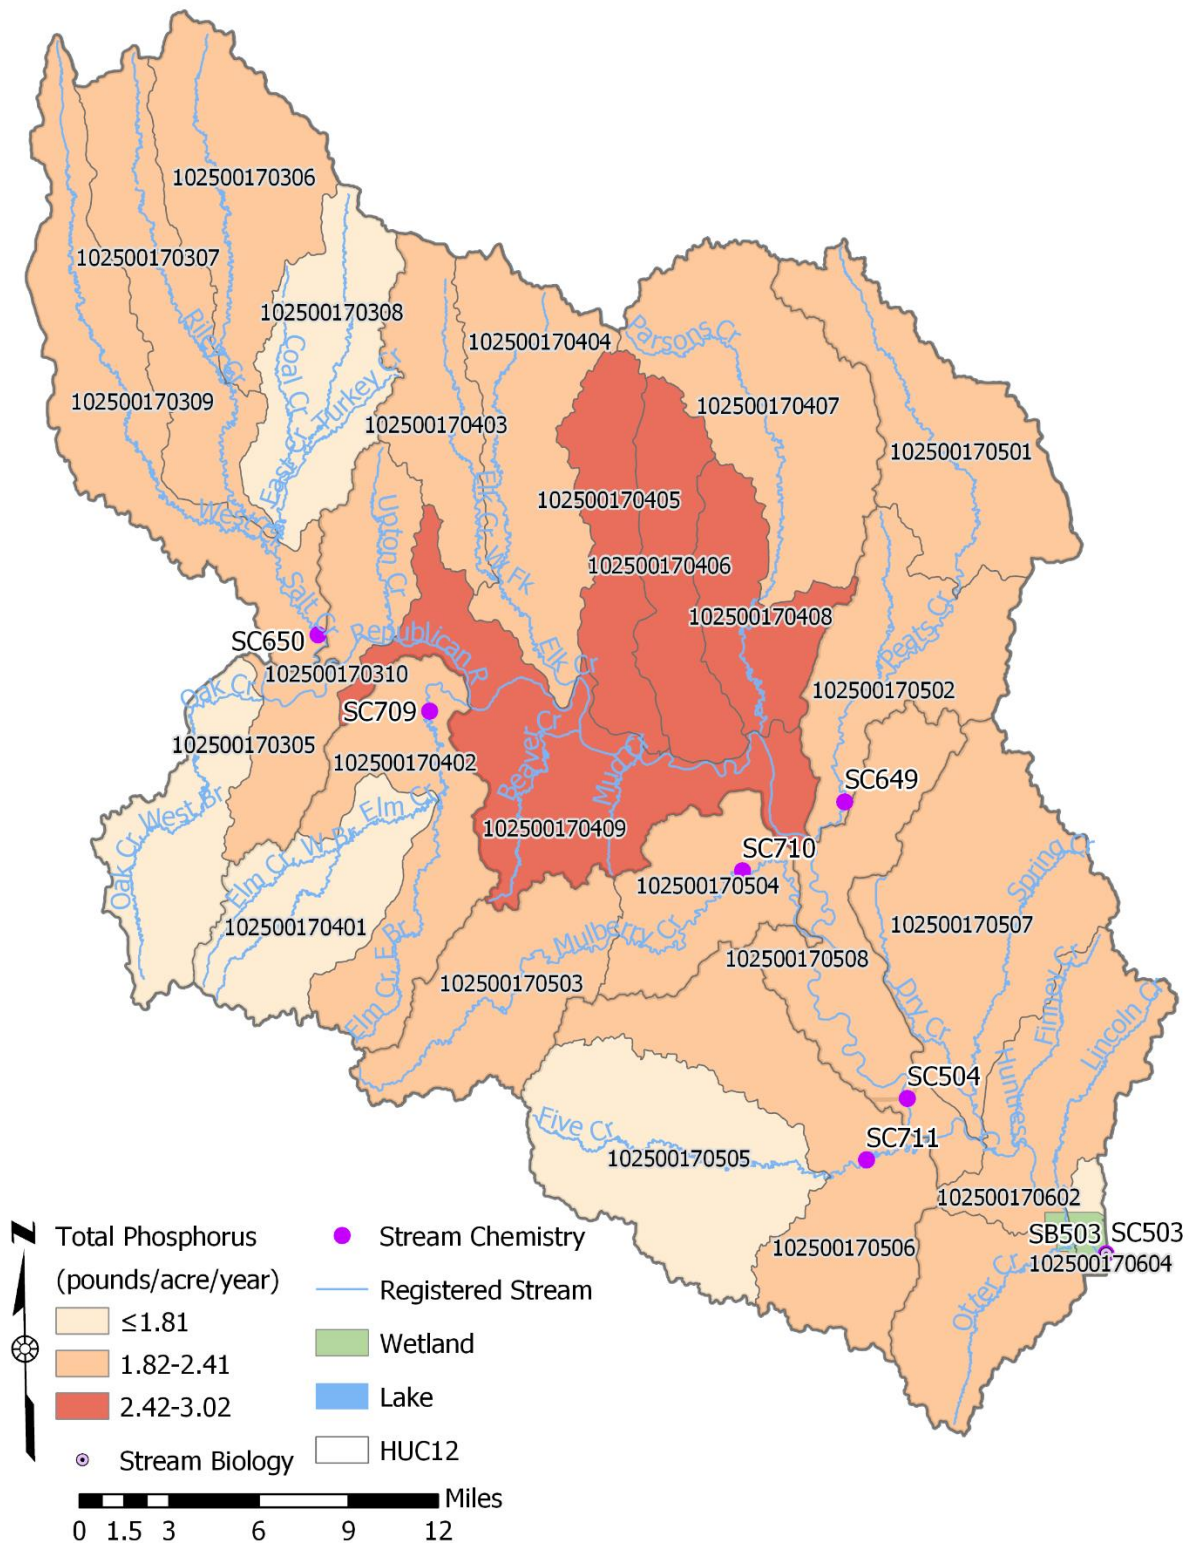 102500170306
102500170307
102500170308
Riley Cr
Coal Cr
102500170404
Parsons Cr
Turkey Cr
102500170309
102500170403
102500170407
East Cr
102500170501
Elk Cr, W Fk
102500170405
West Cr
Upton Cr
102500170406
Salt Cr
102500170408
Peats Cr
SC650
Republican R
Elk Cr
102500170310
102500170502
Oak Cr
SC709
102500170305
102500170402
Beaver Cr
Mud Cr
SC649
Oak Cr, West Br
Elm Cr, W Br
Elm Cr
102500170409
SC710
102500170504
Spring Cr
102500170401
Mulberry Cr
102500170507
102500170508
Finney Cr
102500170503
Elm Cr, E Br
Dry Cr
Lincoln Cr
Huntress
SC504
Five Cr
SC711
102500170505
102500170602
SB503
SC503
102500170506
102500170604
Otter Cr
N
Total Phosphorus
(pounds/acre/year)
≤1.81
1.82-2.41
2.42-3.02
Stream Biology
Stream Chemistry
Registered Stream
Wetland
Lake
HUC12
Miles
0 1.5 3 6 9 12